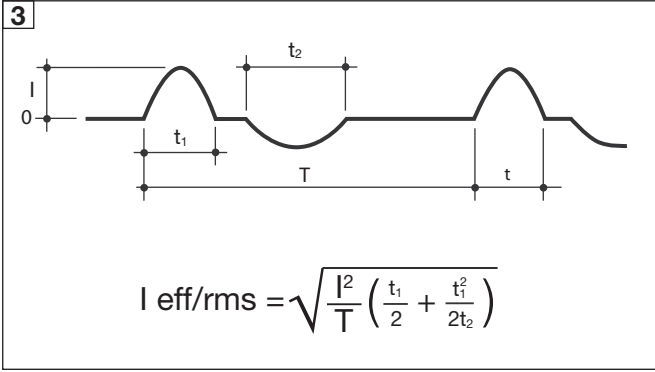 3
I
0
t₁
t₂
T
t
I eff/rms = √(I²/T (t₁/2 + t₁²/2t₂))